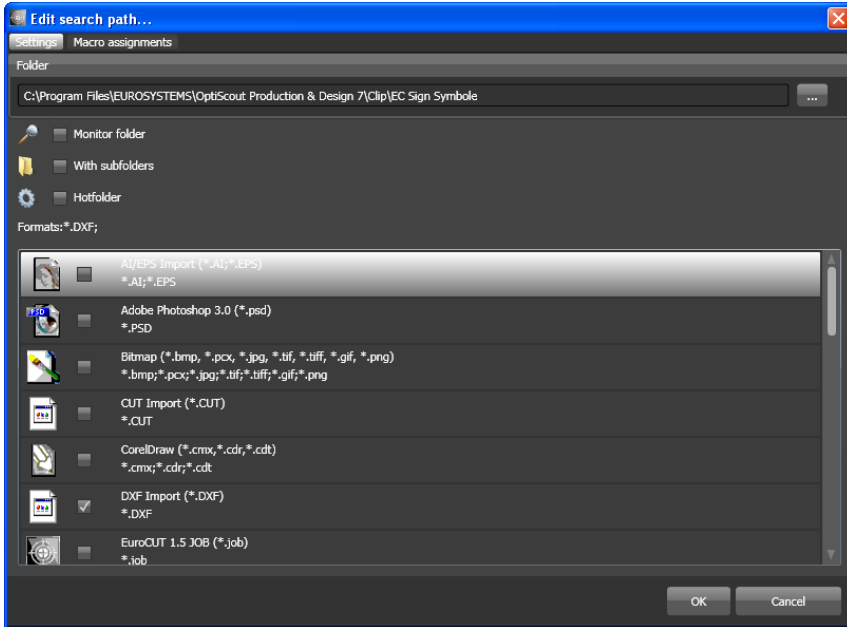 Edit search path...
Settings Macro assignments
Folder
C:\Program Files\EUROSYSTEMS\OptiScout Production & Design 7\Clip\EC Sign Symbole ...
Monitor folder
With subfolders
Hotfolder
Formats:*.DXF;
AI/EPS Import (*.AI;*.EPS)
*.AI;*.EPS
PSD
Adobe Photoshop 3.0 (*.psd)
*.PSD
Bitmap (*.bmp, *.pcx, *.jpg, *.tif, *.tiff, *.gif, *.png)
*.bmp;*.pcx;*.jpg;*.tif;*.tiff;*.gif;*.png
CUT Import (*.CUT)
*.CUT
CorelDraw (*.cmx,*.cdr,*.cdt)
*.cmx;*.cdr;*.cdt
DXF Import (*.DXF)
*.DXF
EuroCUT 1.5 JOB (*.job)
*.job
OK Cancel